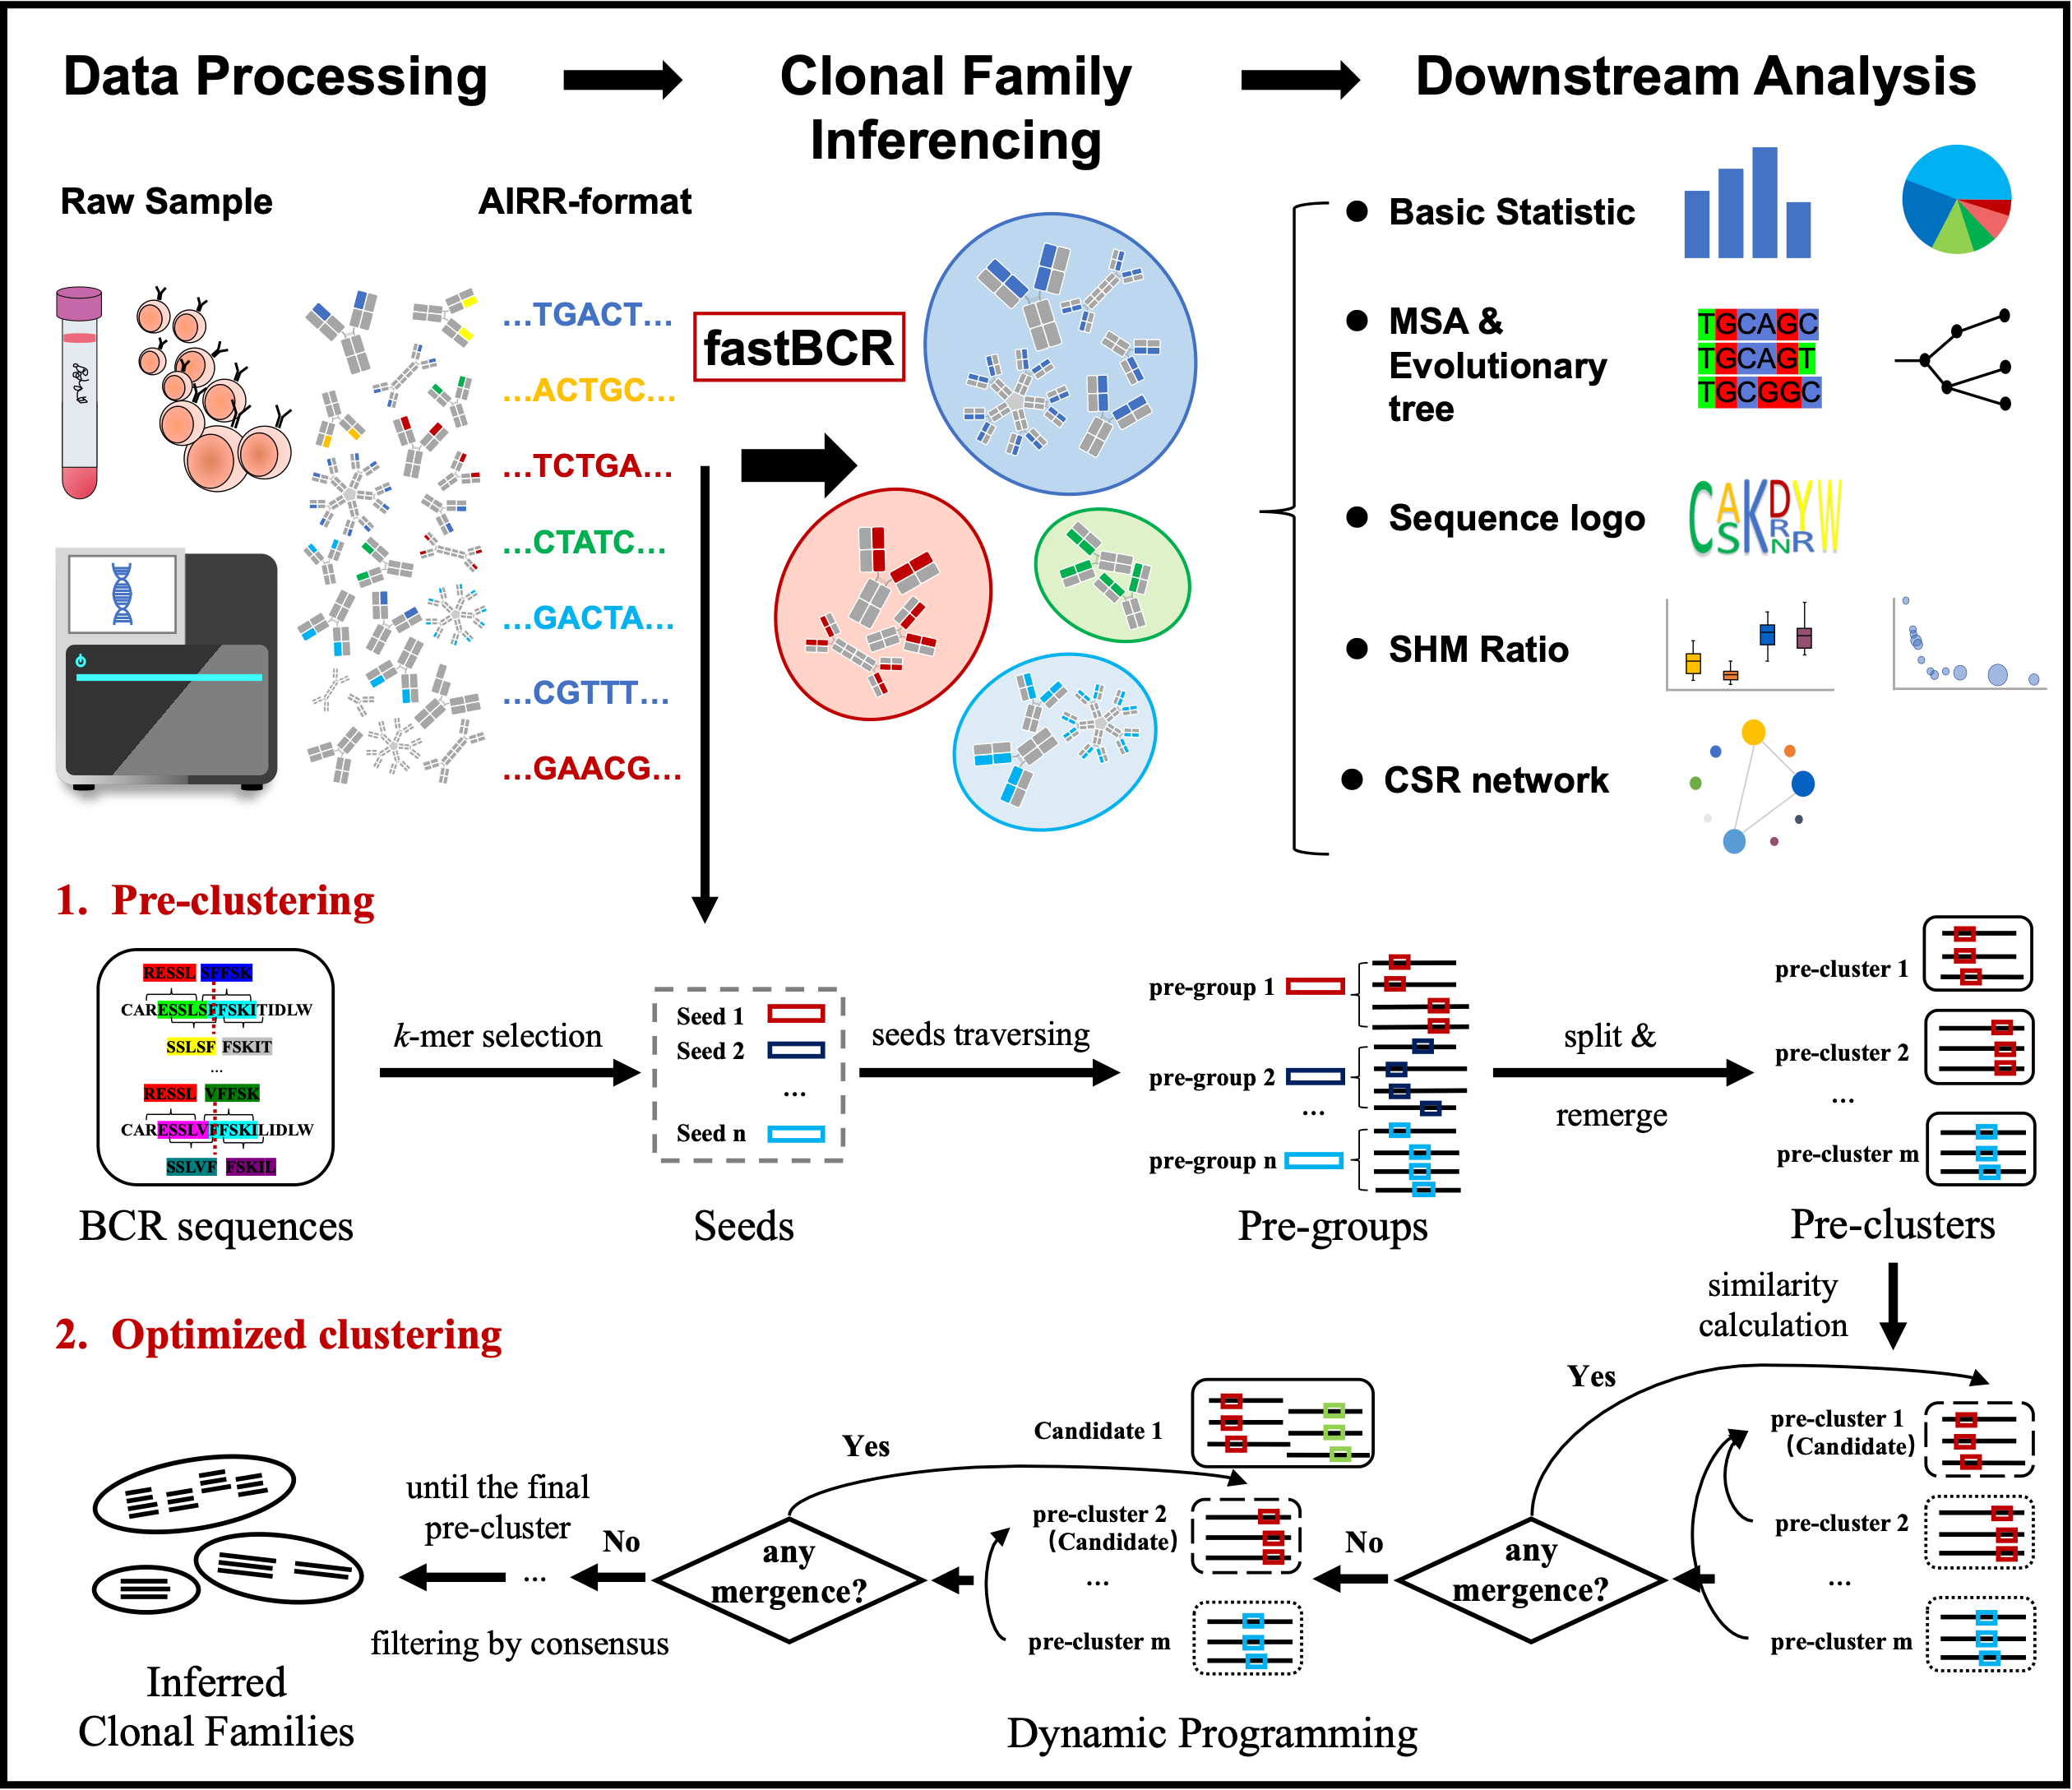 Data Processing
Clonal Family
Inferencing
Downstream Analysis
Raw Sample
AIRR-format
...TGACT...
...ACTGC...
...TCTGA...
...CTATC...
...GACTA...
...CGTTT...
...GAACG...
fastBCR
● Basic Statistic
● MSA &
Evolutionary
tree
TGCAGC
TGCAGT
TGCGGC
● Sequence logo
CAKDYW
S R R
N
● SHM Ratio
● CSR network
1. Pre-clustering
RESSL SFFSK
CARESSLSFFSKITIDLW
SSLSF FSKIT
...
RESSL VFFSK
CARESSLVFFSKILIDLW
SSLVF FSKIL
BCR sequences
k-mer selection
Seed 1
Seed 2
...
Seed n
Seeds
seeds traversing
pre-group 1
pre-group 2
...
pre-group n
Pre-groups
split &
remerge
pre-cluster 1
pre-cluster 2
...
pre-cluster m
Pre-clusters
similarity
calculation
2. Optimized clustering
Yes
pre-cluster 1
(Candidate)
pre-cluster 2
...
pre-cluster m
any
mergence?
No
Candidate 1
pre-cluster 2
(Candidate)
...
pre-cluster m
Yes
any
mergence?
No
...
until the final
pre-cluster
filtering by consensus
Inferred
Clonal Families
Dynamic Programming